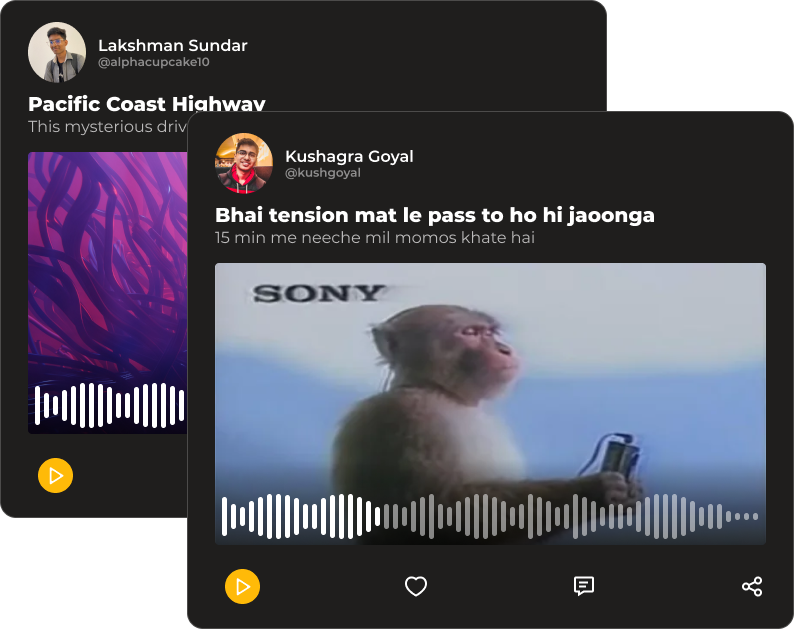 Lakshman Sundar
@alphacupcake10
Pacific Coast Highway
This mysterious driv
Kushagra Goyal
@kushgoyal
Bhai tension mat le pass to ho hi jaoonga
15 min me neeche mil momos khate hai
SONY